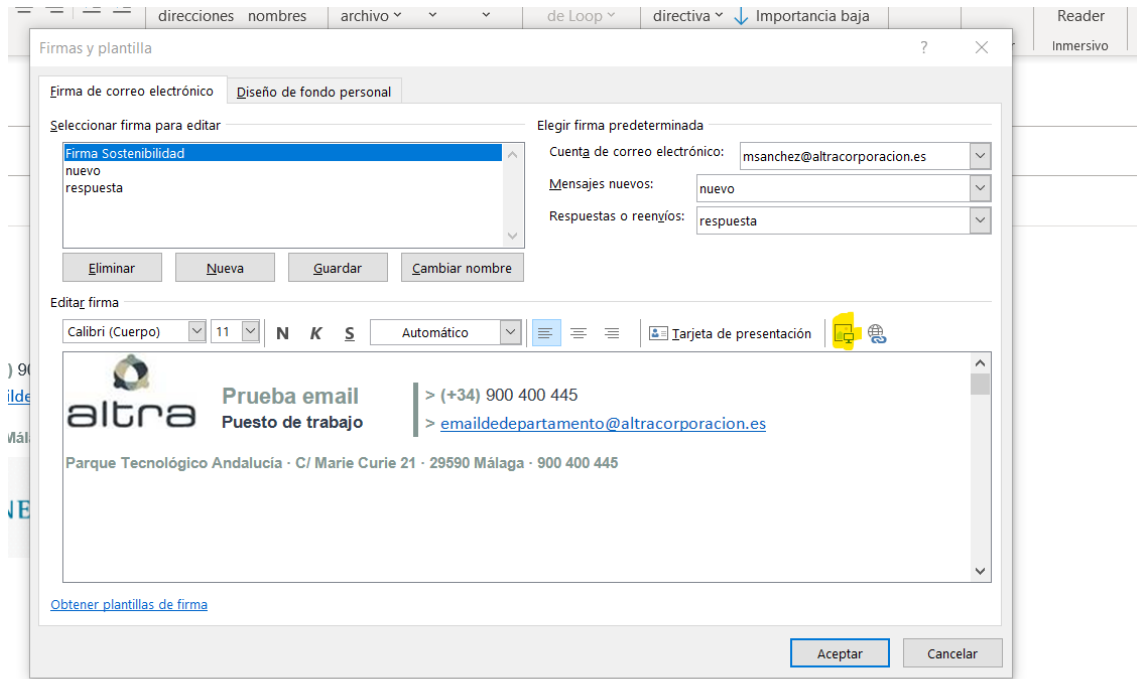 direcciones nombres archivo de Loop directiva Importancia baja Reader
Inmersivo
Firmas y plantilla ?
Firma de correo electrónico Diseño de fondo personal
Seleccionar firma para editar
Firma Sostenibilidad
nuevo
respuesta
Elegir firma predeterminada
Cuenta de correo electrónico: msanchez@altracorporacion.es
Mensajes nuevos: nuevo
Respuestas o reenvíos: respuesta
Eliminar Nueva Guardar Cambiar nombre
Editar firma
Calibri (Cuerpo) 11 N K S Automático Tarjeta de presentación
altra
Prueba email
Puesto de trabajo
> (+34) 900 400 445
> emaildedepartamento@altracorporacion.es
Parque Tecnológico Andalucía · C/ Marie Curie 21 · 29590 Málaga · 900 400 445
Obtener plantillas de firma
Aceptar Cancelar